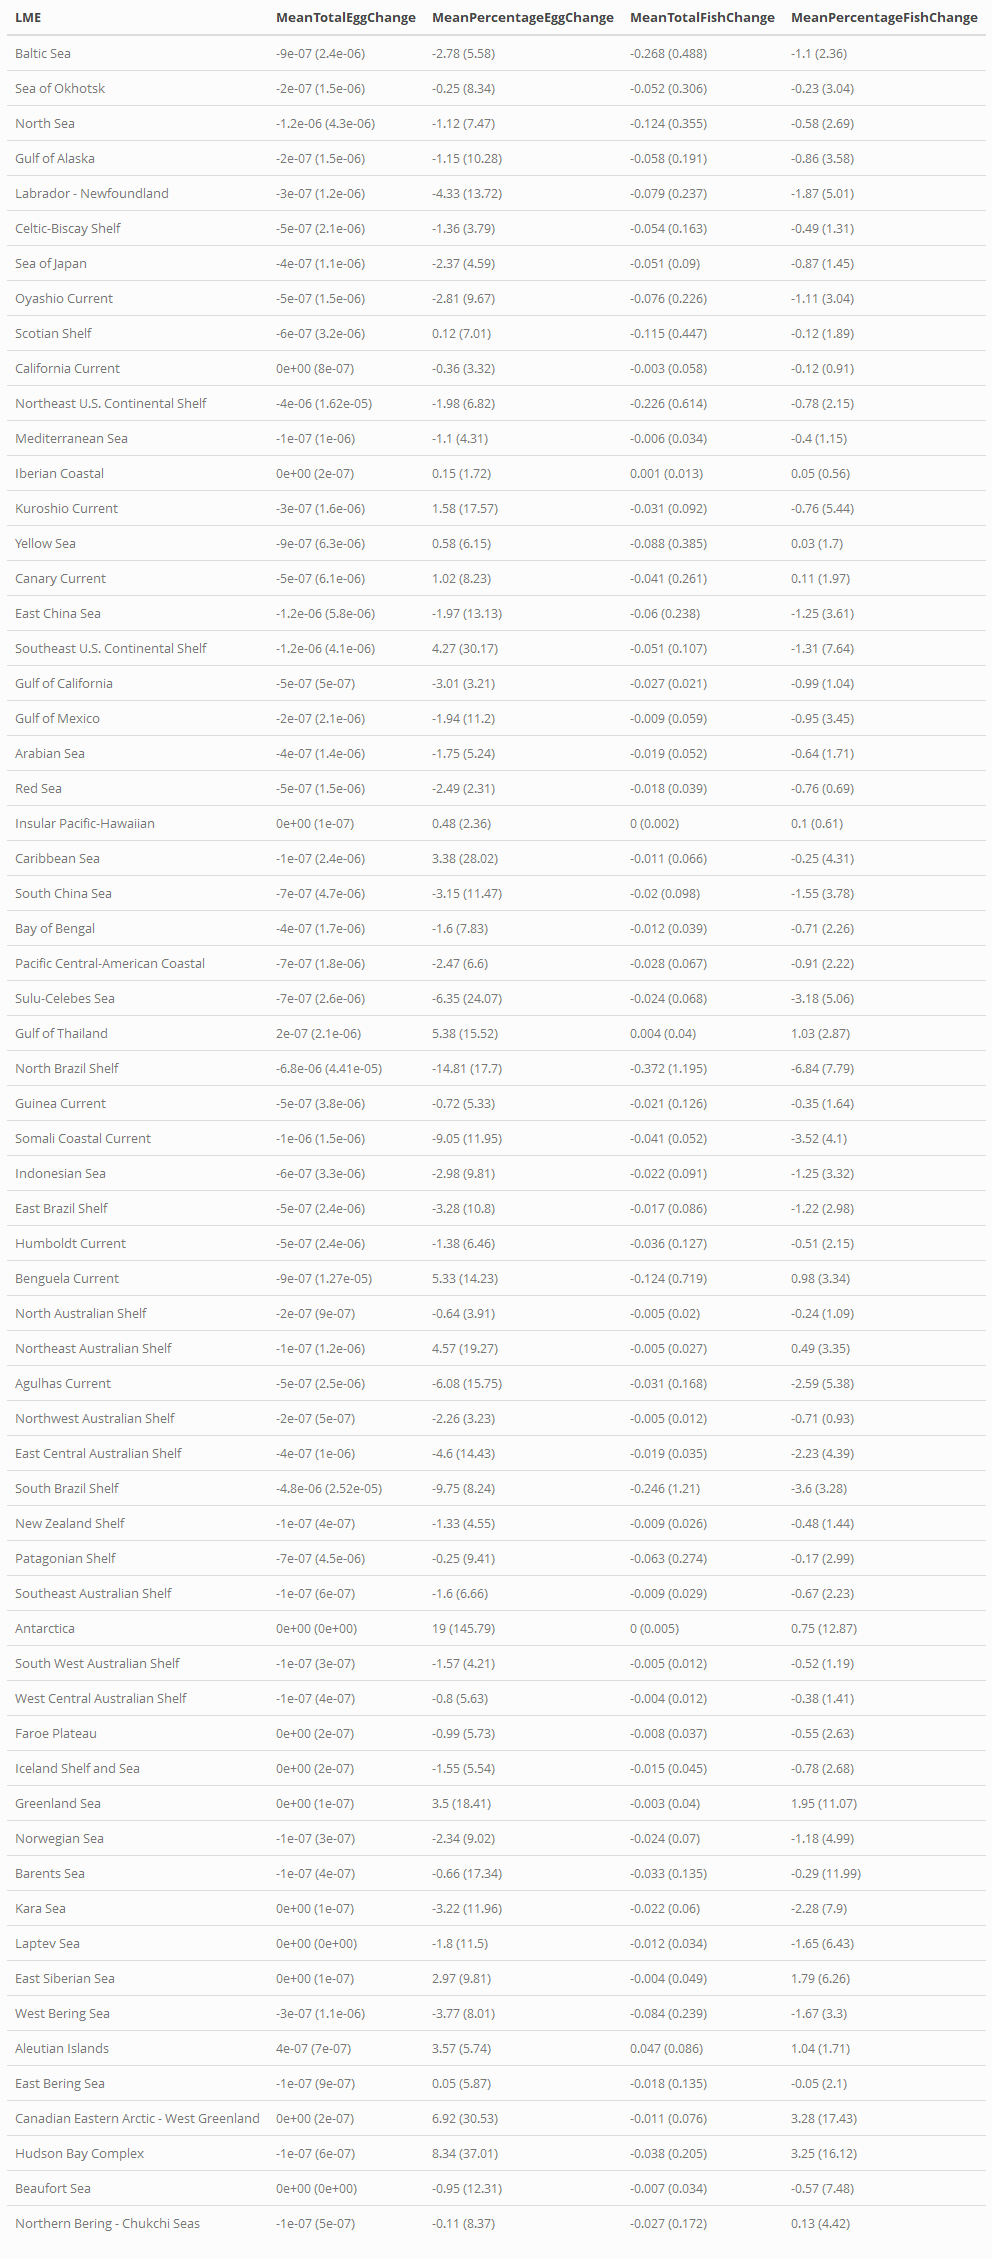 LME MeanTotalEggChange MeanPercentageEggChange MeanTotalFishChange MeanPercentageFishChange
Baltic Sea -9e-07 (2.4e-06) -2.78 (5.58) -0.268 (0.488) -1.1 (2.36)
Sea of Okhotsk -2e-07 (1.5e-06) -0.25 (8.34) -0.052 (0.306) -0.23 (3.04)
North Sea -1.2e-06 (4.3e-06) -1.12 (7.47) -0.124 (0.355) -0.58 (2.69)
Gulf of Alaska -2e-07 (1.5e-06) -1.15 (10.28) -0.058 (0.191) -0.86 (3.58)
Labrador - Newfoundland -3e-07 (1.2e-06) -4.33 (13.72) -0.079 (0.237) -1.87 (5.01)
Celtic-Biscay Shelf -5e-07 (2.1e-06) -1.36 (3.79) -0.054 (0.163) -0.49 (1.31)
Sea of Japan -4e-07 (1.1e-06) -2.37 (4.59) -0.051 (0.09) -0.87 (1.45)
Oyashio Current -5e-07 (1.5e-06) -2.81 (9.67) -0.076 (0.226) -1.11 (3.04)
Scotian Shelf -6e-07 (3.2e-06) 0.12 (7.01) -0.115 (0.447) -0.12 (1.89)
California Current 0e+00 (8e-07) -0.36 (3.32) -0.003 (0.058) -0.12 (0.91)
Northeast U.S. Continental Shelf -4e-06 (1.62e-05) -1.98 (6.82) -0.226 (0.614) -0.78 (2.15)
Mediterranean Sea -1e-07 (1e-06) -1.1 (4.31) -0.006 (0.034) -0.4 (1.15)
Iberian Coastal 0e+00 (2e-07) 0.15 (1.72) 0.001 (0.013) 0.05 (0.56)
Kuroshio Current -3e-07 (1.6e-06) 1.58 (17.57) -0.031 (0.092) -0.76 (5.44)
Yellow Sea -9e-07 (6.3e-06) 0.58 (6.15) -0.088 (0.385) 0.03 (1.7)
Canary Current -5e-07 (6.1e-06) 1.02 (8.23) -0.041 (0.261) 0.11 (1.97)
East China Sea -1.2e-06 (5.8e-06) -1.97 (13.13) -0.06 (0.238) -1.25 (3.61)
Southeast U.S. Continental Shelf -1.2e-06 (4.1e-06) 4.27 (30.17) -0.051 (0.107) -1.31 (7.64)
Gulf of California -5e-07 (5e-07) -3.01 (3.21) -0.027 (0.021) -0.99 (1.04)
Gulf of Mexico -2e-07 (2.1e-06) -1.94 (11.2) -0.009 (0.059) -0.95 (3.45)
Arabian Sea -4e-07 (1.4e-06) -1.75 (5.24) -0.019 (0.052) -0.64 (1.71)
Red Sea -5e-07 (1.5e-06) -2.49 (2.31) -0.018 (0.039) -0.76 (0.69)
Insular Pacific-Hawaiian 0e+00 (1e-07) 0.48 (2.36) 0 (0.002) 0.1 (0.61)
Caribbean Sea -1e-07 (2.4e-06) 3.38 (28.02) -0.011 (0.066) -0.25 (4.31)
South China Sea -7e-07 (4.7e-06) -3.15 (11.47) -0.02 (0.098) -1.55 (3.78)
Bay of Bengal -4e-07 (1.7e-06) -1.6 (7.83) -0.012 (0.039) -0.71 (2.26)
Pacific Central-American Coastal -7e-07 (1.8e-06) -2.47 (6.6) -0.028 (0.067) -0.91 (2.22)
Sulu-Celebes Sea -7e-07 (2.6e-06) -6.35 (24.07) -0.024 (0.068) -3.18 (5.06)
Gulf of Thailand 2e-07 (2.1e-06) 5.38 (15.52) 0.004 (0.04) 1.03 (2.87)
North Brazil Shelf -6.8e-06 (4.41e-05) -14.81 (17.7) -0.372 (1.195) -6.84 (7.79)
Guinea Current -5e-07 (3.8e-06) -0.72 (5.33) -0.021 (0.126) -0.35 (1.64)
Somali Coastal Current -1e-06 (1.5e-06) -9.05 (11.95) -0.041 (0.052) -3.52 (4.1)
Indonesian Sea -6e-07 (3.3e-06) -2.98 (9.81) -0.022 (0.091) -1.25 (3.32)
East Brazil Shelf -5e-07 (2.4e-06) -3.28 (10.8) -0.017 (0.086) -1.22 (2.98)
Humboldt Current -5e-07 (2.4e-06) -1.38 (6.46) -0.036 (0.127) -0.51 (2.15)
Benguela Current -9e-07 (1.27e-05) 5.33 (14.23) -0.124 (0.719) 0.98 (3.34)
North Australian Shelf -2e-07 (9e-07) -0.64 (3.91) -0.005 (0.02) -0.24 (1.09)
Northeast Australian Shelf -1e-07 (1.2e-06) 4.57 (19.27) -0.005 (0.027) 0.49 (3.35)
Agulhas Current -5e-07 (2.5e-06) -6.08 (15.75) -0.031 (0.168) -2.59 (5.38)
Northwest Australian Shelf -2e-07 (5e-07) -2.26 (3.23) -0.005 (0.012) -0.71 (0.93)
East Central Australian Shelf -4e-07 (1e-06) -4.6 (14.43) -0.019 (0.035) -2.23 (4.39)
South Brazil Shelf -4.8e-06 (2.52e-05) -9.75 (8.24) -0.246 (1.21) -3.6 (3.28)
New Zealand Shelf -1e-07 (4e-07) -1.33 (4.55) -0.009 (0.026) -0.48 (1.44)
Patagonian Shelf -7e-07 (4.5e-06) -0.25 (9.41) -0.063 (0.274) -0.17 (2.99)
Southeast Australian Shelf -1e-07 (6e-07) -1.6 (6.66) -0.009 (0.029) -0.67 (2.23)
Antarctica 0e+00 (0e+00) 19 (145.79) 0 (0.005) 0.75 (12.87)
South West Australian Shelf -1e-07 (3e-07) -1.57 (4.21) -0.005 (0.012) -0.52 (1.19)
West Central Australian Shelf -1e-07 (4e-07) -0.8 (5.63) -0.004 (0.012) -0.38 (1.41)
Faroe Plateau 0e+00 (2e-07) -0.99 (5.73) -0.008 (0.037) -0.55 (2.63)
Iceland Shelf and Sea 0e+00 (2e-07) -1.55 (5.54) -0.015 (0.045) -0.78 (2.68)
Greenland Sea 0e+00 (1e-07) 3.5 (18.41) -0.003 (0.04) 1.95 (11.07)
Norwegian Sea -1e-07 (3e-07) -2.34 (9.02) -0.024 (0.07) -1.18 (4.99)
Barents Sea -1e-07 (4e-07) -0.66 (17.34) -0.033 (0.135) -0.29 (11.99)
Kara Sea 0e+00 (1e-07) -3.22 (11.96) -0.022 (0.06) -2.28 (7.9)
Laptev Sea 0e+00 (0e+00) -1.8 (11.5) -0.012 (0.034) -1.65 (6.43)
East Siberian Sea 0e+00 (1e-07) 2.97 (9.81) -0.004 (0.049) 1.79 (6.26)
West Bering Sea -3e-07 (1.1e-06) -3.77 (8.01) -0.084 (0.239) -1.67 (3.3)
Aleutian Islands 4e-07 (7e-07) 3.57 (5.74) 0.047 (0.086) 1.04 (1.71)
East Bering Sea -1e-07 (9e-07) 0.05 (5.87) -0.018 (0.135) -0.05 (2.1)
Canadian Eastern Arctic - West Greenland 0e+00 (2e-07) 6.92 (30.53) -0.011 (0.076) 3.28 (17.43)
Hudson Bay Complex -1e-07 (6e-07) 8.34 (37.01) -0.038 (0.205) 3.25 (16.12)
Beaufort Sea 0e+00 (0e+00) -0.95 (12.31) -0.007 (0.034) -0.57 (7.48)
Northern Bering - Chukchi Seas -1e-07 (5e-07) -0.11 (8.37) -0.027 (0.172) 0.13 (4.42)